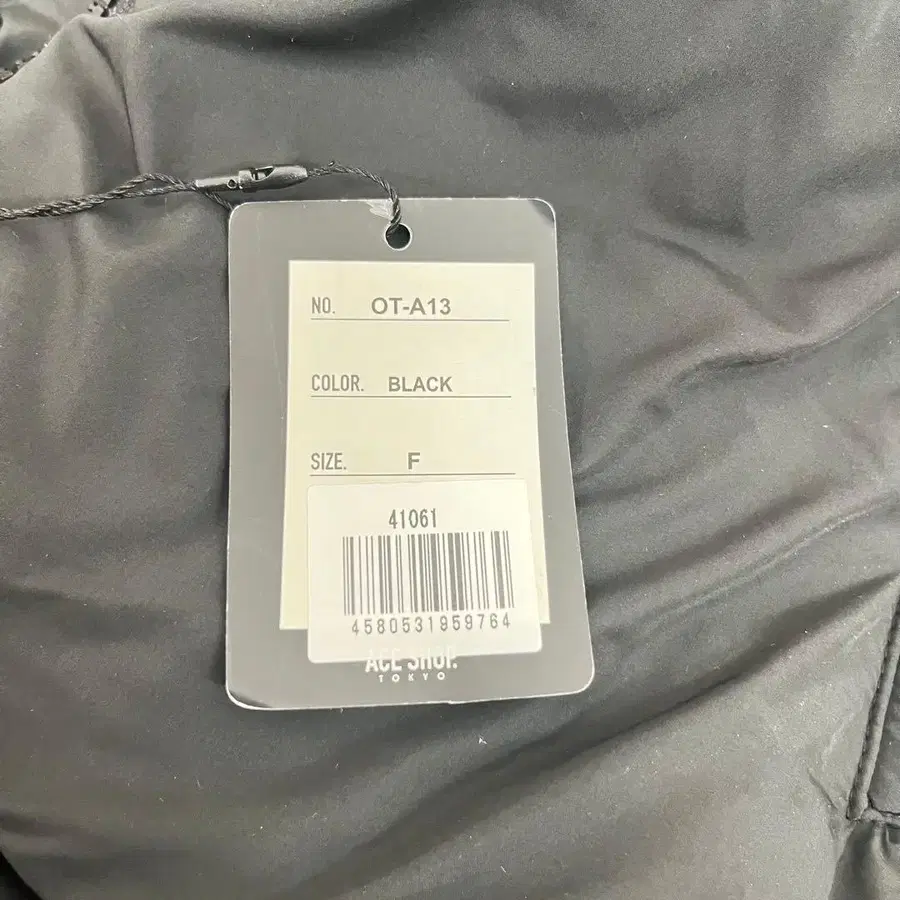 NO. OT-A13
COLOR. BLACK
SIZE. F
41061
4580531959764
ACE SHOP.
TOKYO